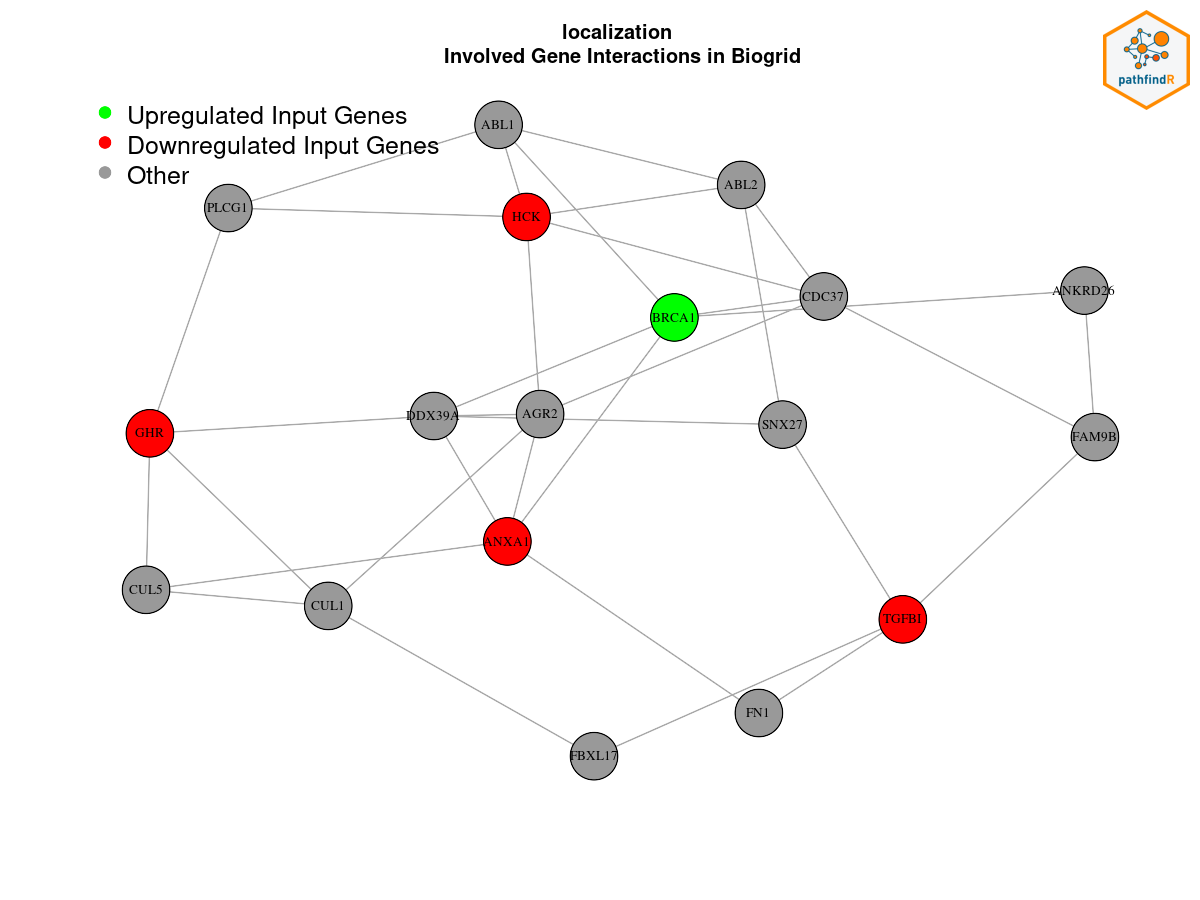 localization
Involved Gene Interactions in Biogrid
pathfindR
Upregulated Input Genes
Downregulated Input Genes
Other
ABL1
ABL2
PLCG1
HCK
CDC37
ANKRD26
BRCA1
DDX39A
AGR2
SNX27
GHR
FAM9B
ANXA1
CUL5
CUL1
TGFBI
FN1
FBXL17